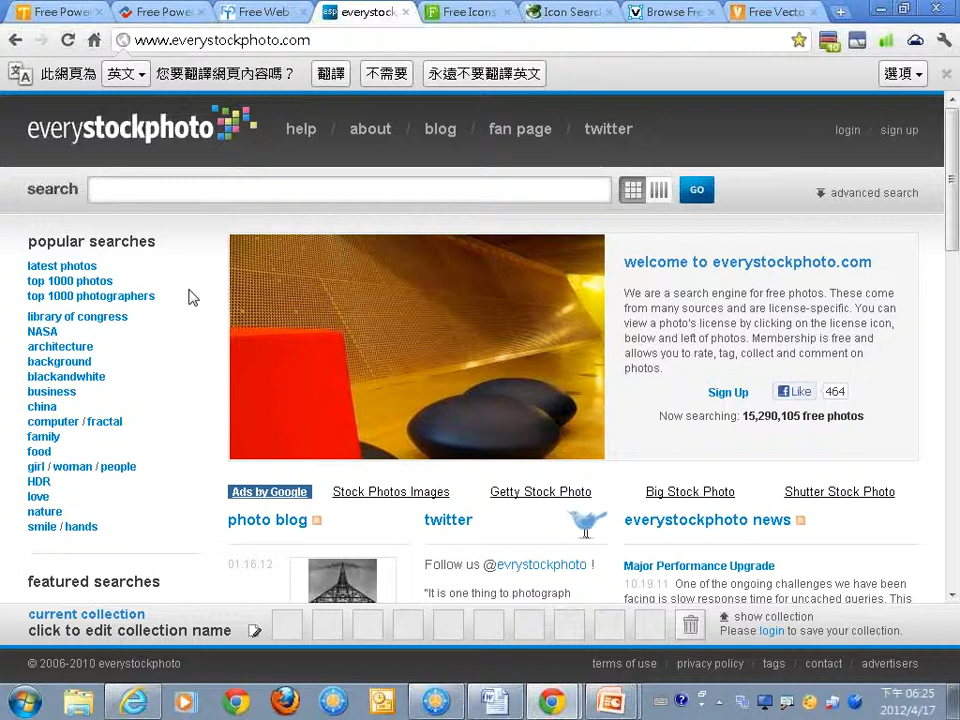 Free Power
Free Power
Free Web
everystock
Free Icons
Icon Search
Browse Fre
Free Vecto
www.everystockphoto.com
10
此網頁為 英文 您要翻譯網頁內容嗎？ 翻譯 不需要 永遠不要翻譯英文 選項
everystockphoto
help / about / blog / fan page / twitter
login / sign up
search
GO
advanced search
popular searches
latest photos
top 1000 photos
top 1000 photographers
library of congress
NASA
architecture
background
blackandwhite
business
china
computer / fractal
family
food
girl / woman / people
HDR
love
nature
smile / hands
featured searches
welcome to everystockphoto.com
We are a search engine for free photos. These come
from many sources and are license-specific. You can
view a photo's license by clicking on the license icon,
below and left of photos. Membership is free and
allows you to rate, tag, collect and comment on
photos.
Sign Up Like 464
Now searching: 15,290,105 free photos
Ads by Google Stock Photos Images Getty Stock Photo Big Stock Photo Shutter Stock Photo
photo blog
01.16.12
twitter
Follow us @evrystockphoto !
"It is one thing to photograph
everystockphoto news
Major Performance Upgrade
10.19.11 One of the ongoing challenges we have been
facing is slow response time for uncached queries. This
current collection
click to edit collection name
show collection
Please login to save your collection.
© 2006-2010 everystockphoto
terms of use / privacy policy / tags / contact / advertisers
下午 06:25
2012/4/17